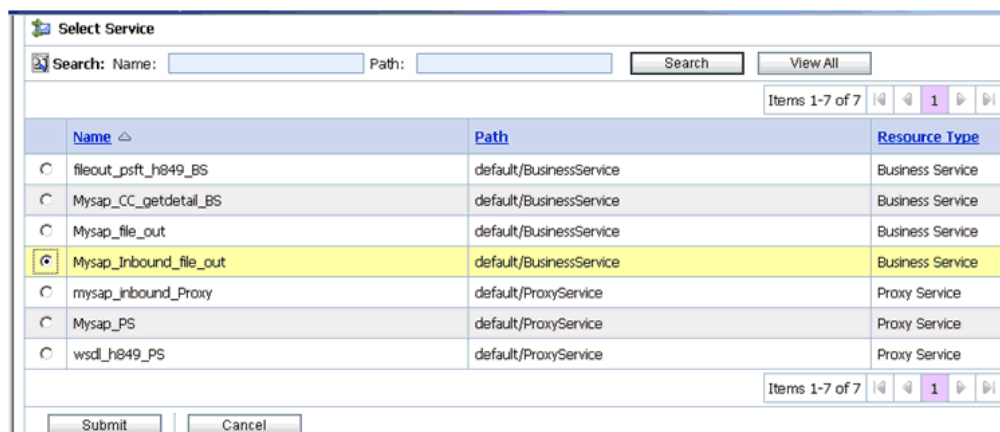 Select Service
Search: Name: Path: Search View All
Items 1-7 of 7 1
Name Path Resource Type
fileout_psft_h849_BS default/BusinessService Business Service
Mysap_CC_getdetail_BS default/BusinessService Business Service
Mysap_file_out default/BusinessService Business Service
Mysap_Inbound_file_out default/BusinessService Business Service
mysap_inbound_Proxy default/ProxyService Proxy Service
Mysap_PS default/ProxyService Proxy Service
wsdl_h849_PS default/ProxyService Proxy Service
Items 1-7 of 7 1
Submit Cancel